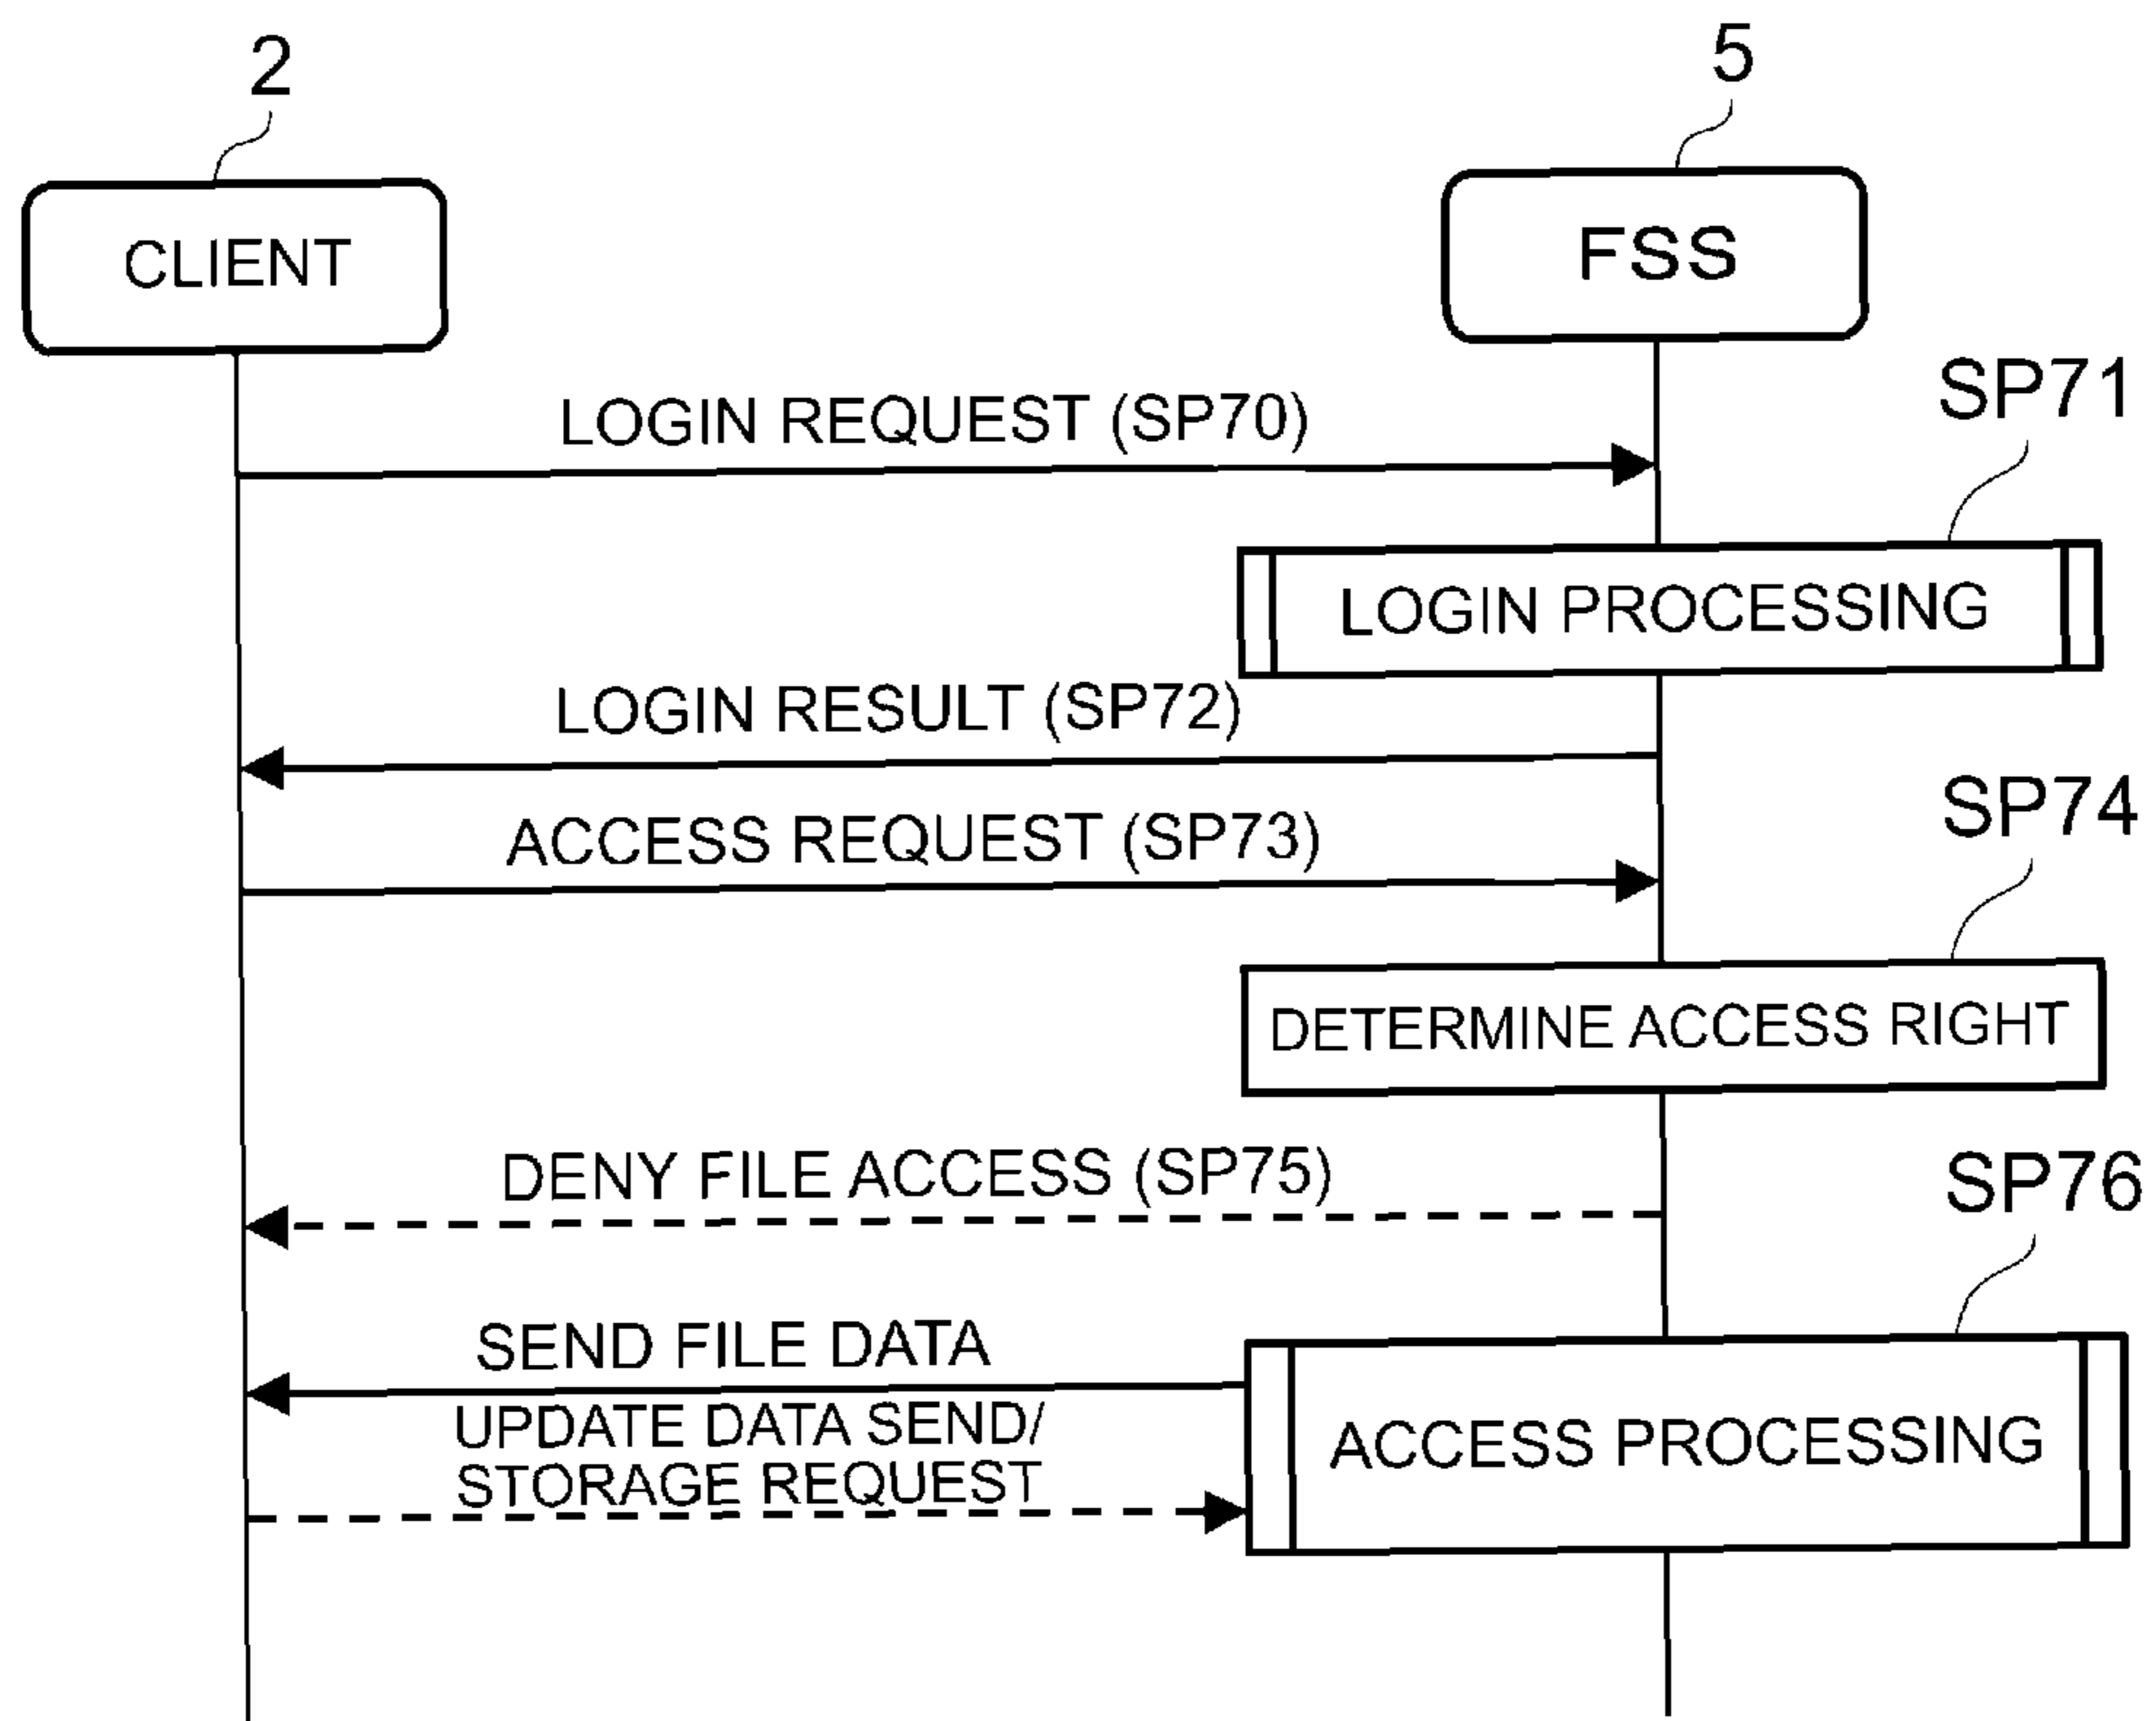 2
5
CLIENT
FSS
SP71
LOGIN REQUEST (SP70)
LOGIN PROCESSING
LOGIN RESULT (SP72)
SP74
ACCESS REQUEST (SP73)
DETERMINE ACCESS RIGHT
DENY FILE ACCESS (SP75)
SP76
SEND FILE DATA
UPDATE DATA SEND/
STORAGE REQUEST
ACCESS PROCESSING